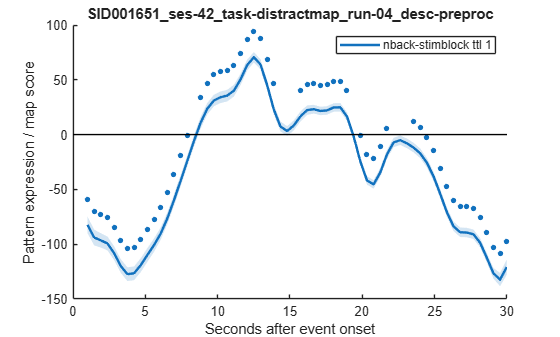 SID001651_ses-42_task-distractmap_run-04_desc-preproc
nback-stimblock ttl 1
Pattern expression / map score
100
50
0
-50
-100
-150
0 5 10 15 20 25 30
Seconds after event onset